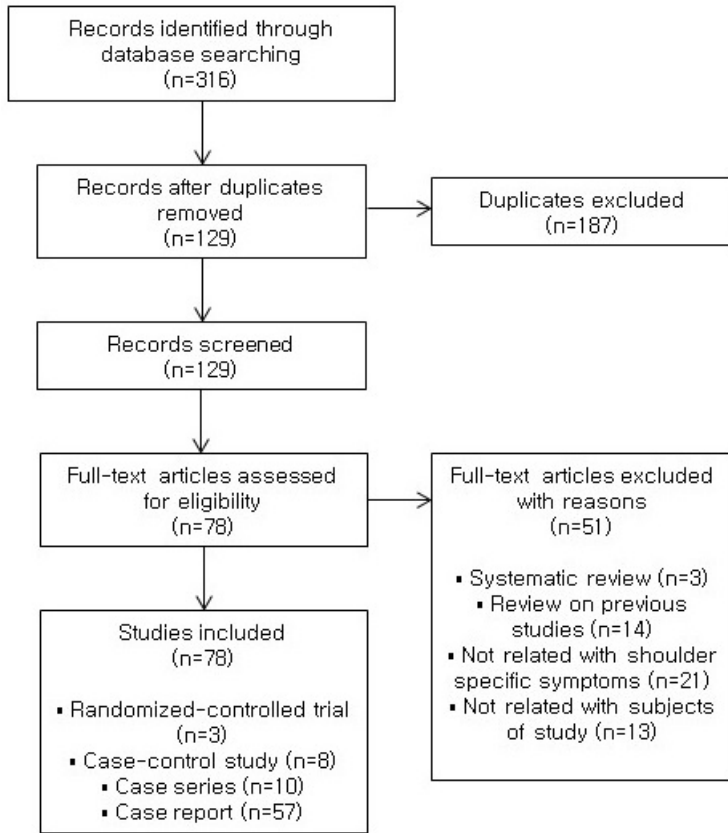 Records identified through
database searching
(n=316)
Records after duplicates
removed
(n=129)
Duplicates excluded
(n=187)
Records screened
(n=129)
Full-text articles assessed
for eligibility
(n=78)
Full-text articles excluded
with reasons
(n=51)
▪ Systematic review (n=3)
▪ Review on previous
studies (n=14)
▪ Not related with shoulder
specific symptoms (n=21)
▪ Not related with subjects
of study (n=13)
Studies included
(n=78)
▪ Randomized-controlled trial
(n=3)
▪ Case-control study (n=8)
▪ Case series (n=10)
▪ Case report (n=57)